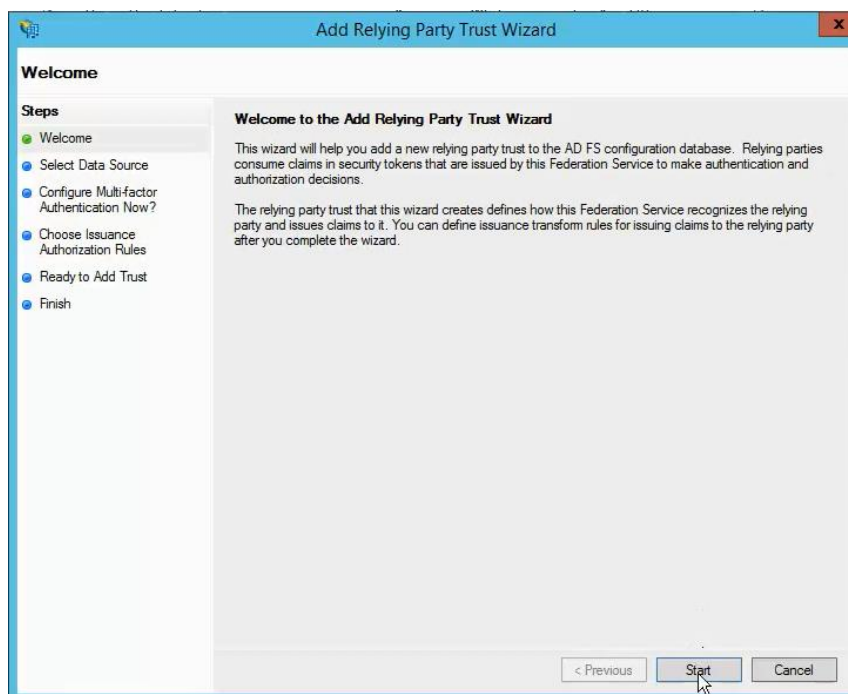 Add Relying Party Trust Wizard
x
Welcome
Steps
Welcome
Select Data Source
Configure Multi-factor
Authentication Now?
Choose Issuance
Authorization Rules
Ready to Add Trust
Finish
Welcome to the Add Relying Party Trust Wizard
This wizard will help you add a new relying party trust to the AD FS configuration database.  Relying parties
consume claims in security tokens that are issued by this Federation Service to make authentication and
authorization decisions.
The relying party trust that this wizard creates defines how this Federation Service recognizes the relying
party and issues claims to it. You can define issuance transform rules for issuing claims to the relying party
after you complete the wizard.
< Previous
Start
Cancel